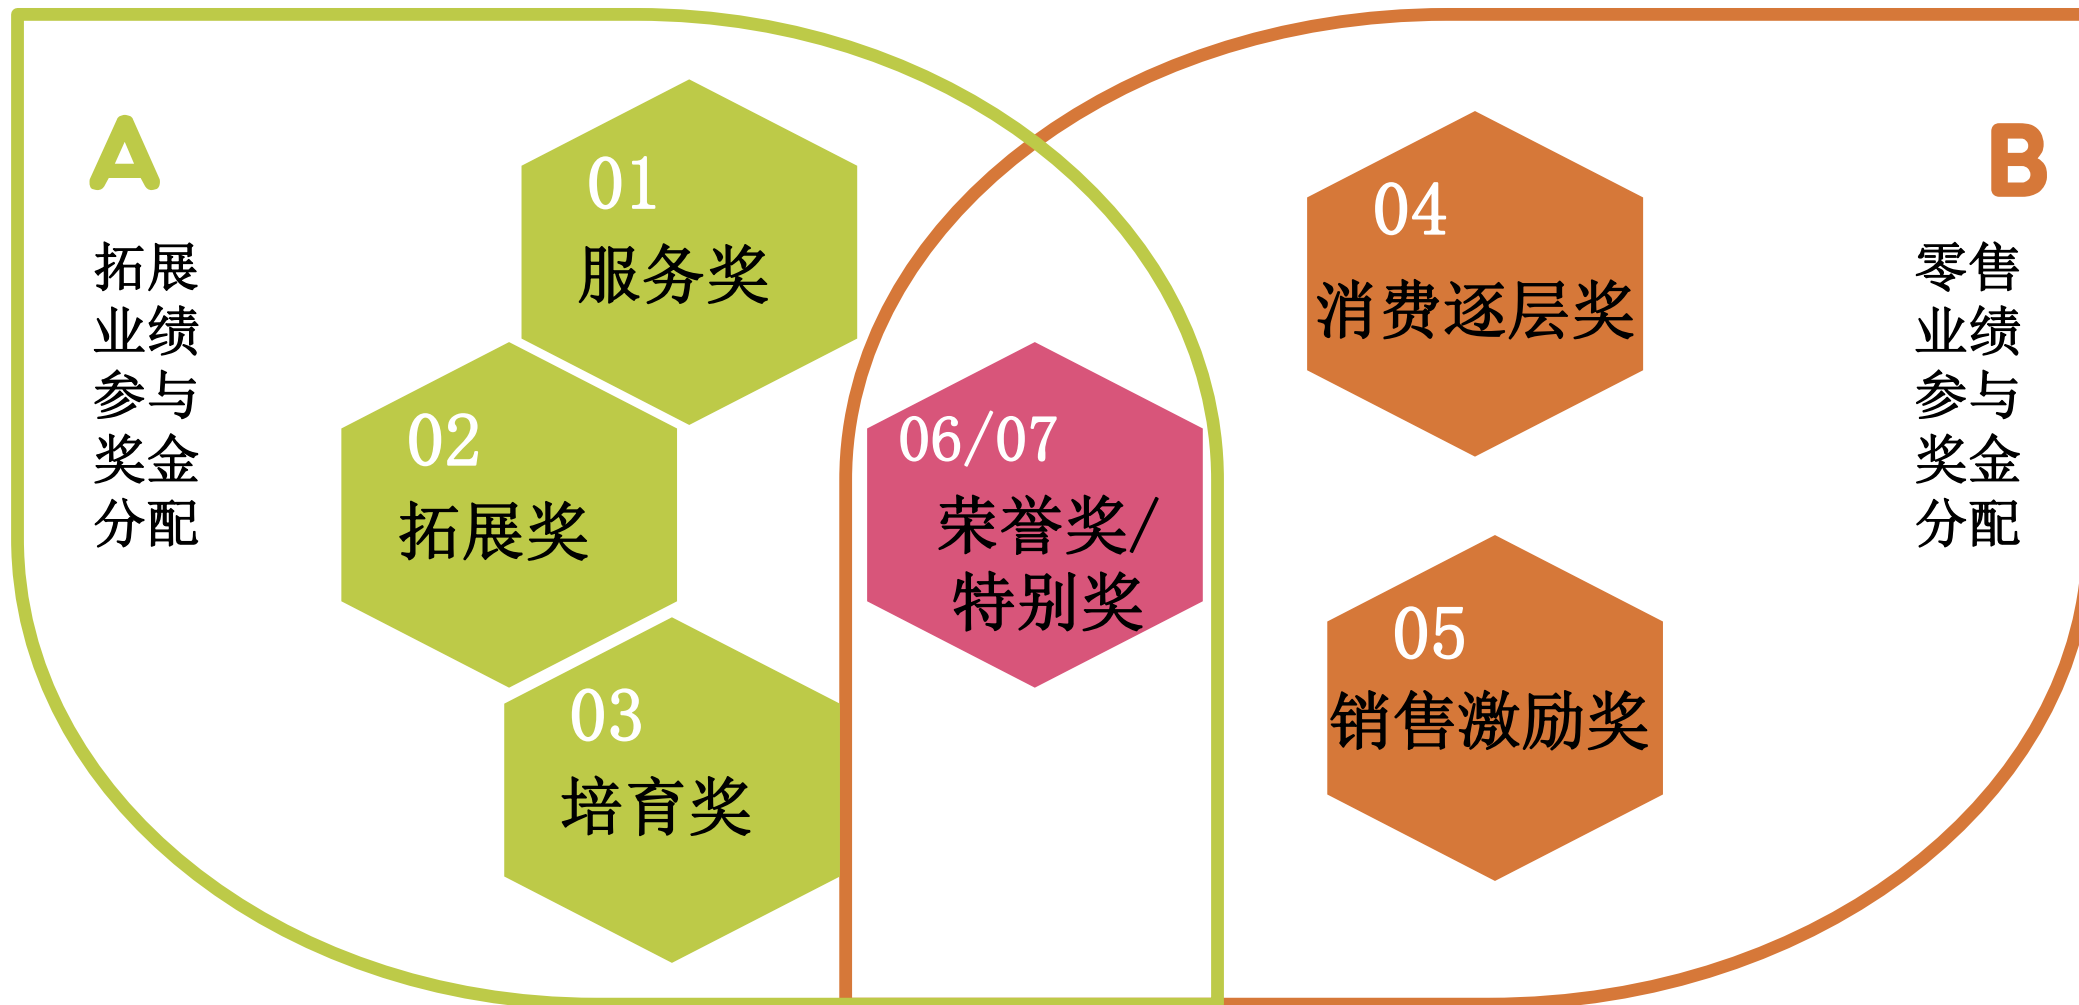 A
拓展
业绩
参与
奖金
分配
01
服务奖
02
拓展奖
03
培育奖
06/07
荣誉奖/
特别奖
04
消费逐层奖
05
销售激励奖
B
零售
业绩
参与
奖金
分配